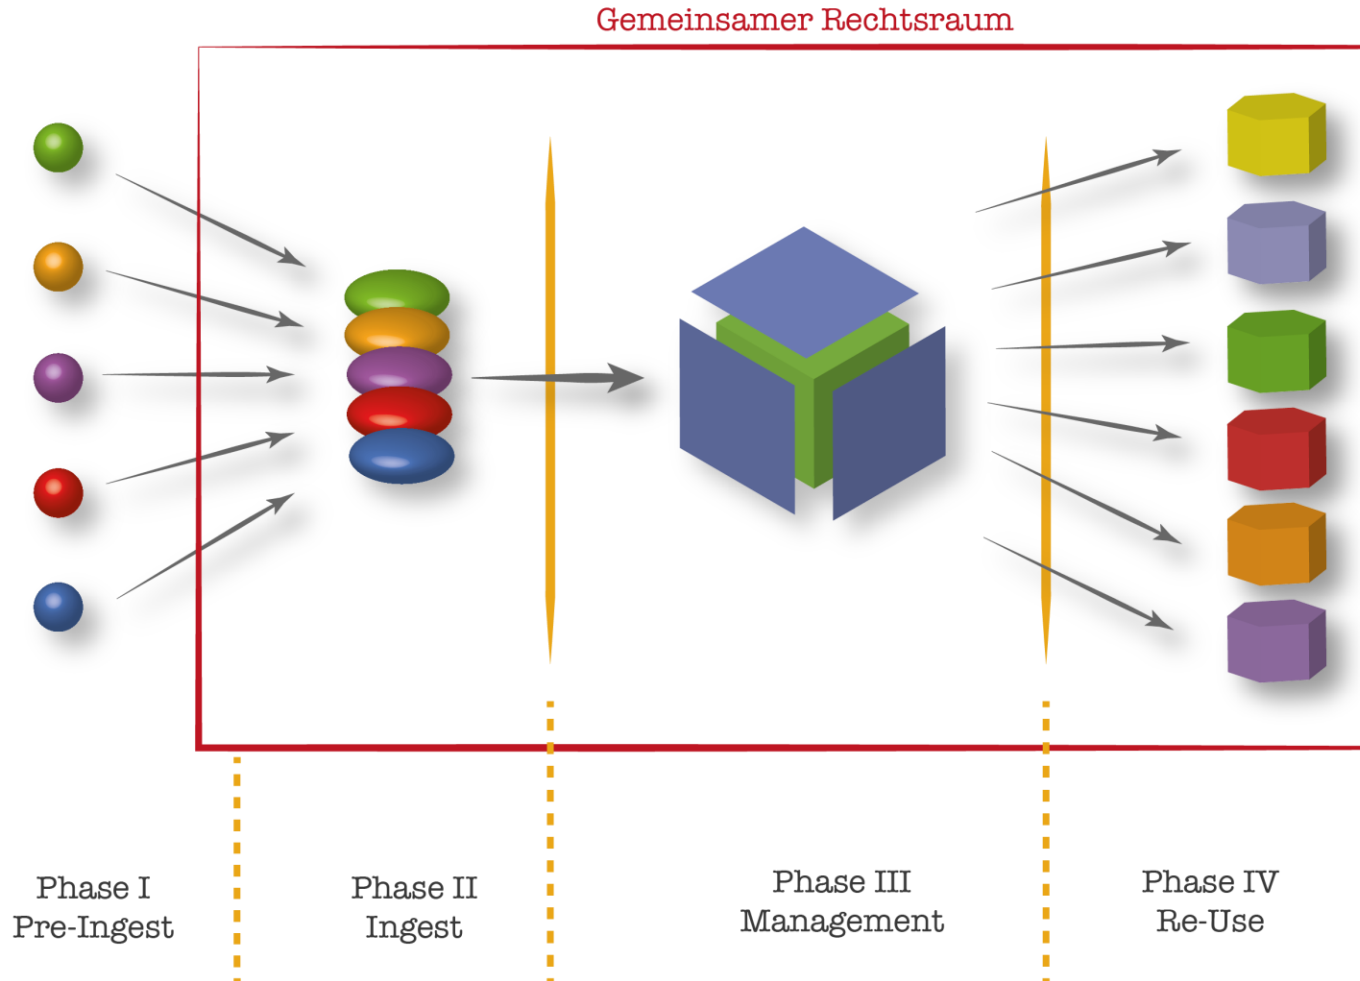 Gemeinsamer Rechtsraum
Phase I
Pre-Ingest
Phase II
Ingest
Phase III
Management
Phase IV
Re-Use